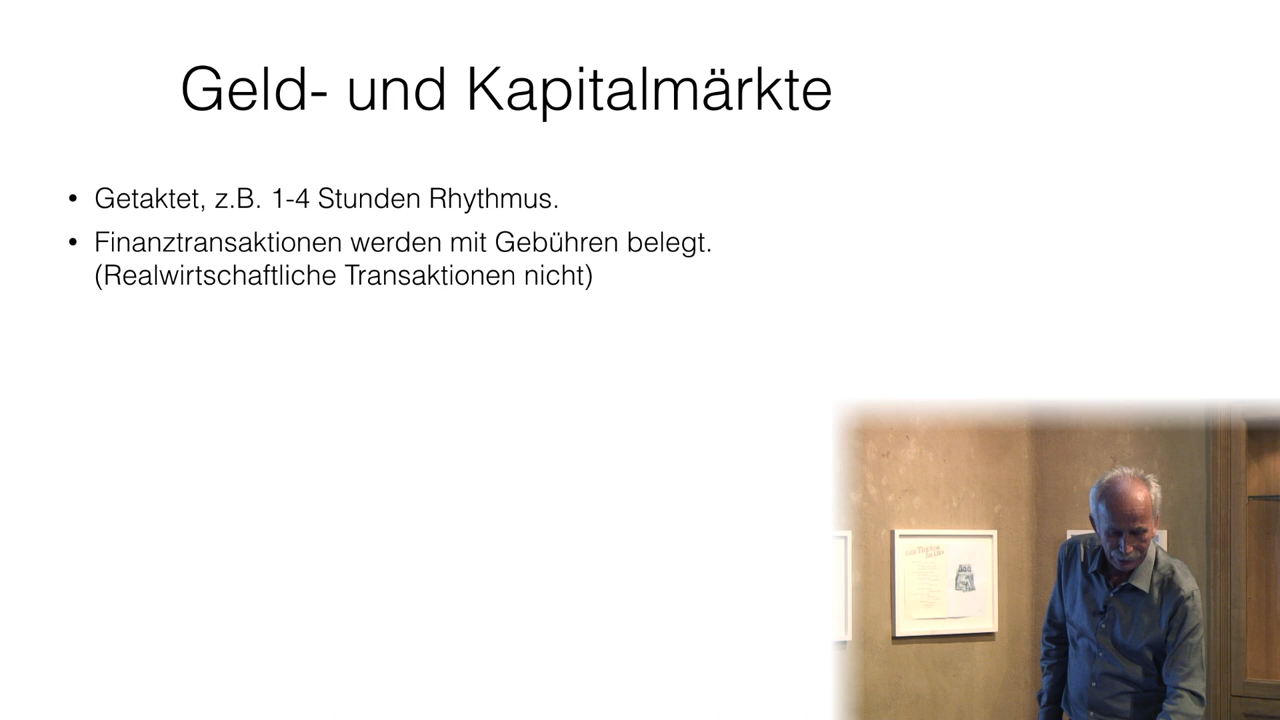 Geld- und Kapitalmärkte
• Getaktet, z.B. 1-4 Stunden Rhythmus.
• Finanztransaktionen werden mit Gebühren belegt.
(Realwirtschaftliche Transaktionen nicht)